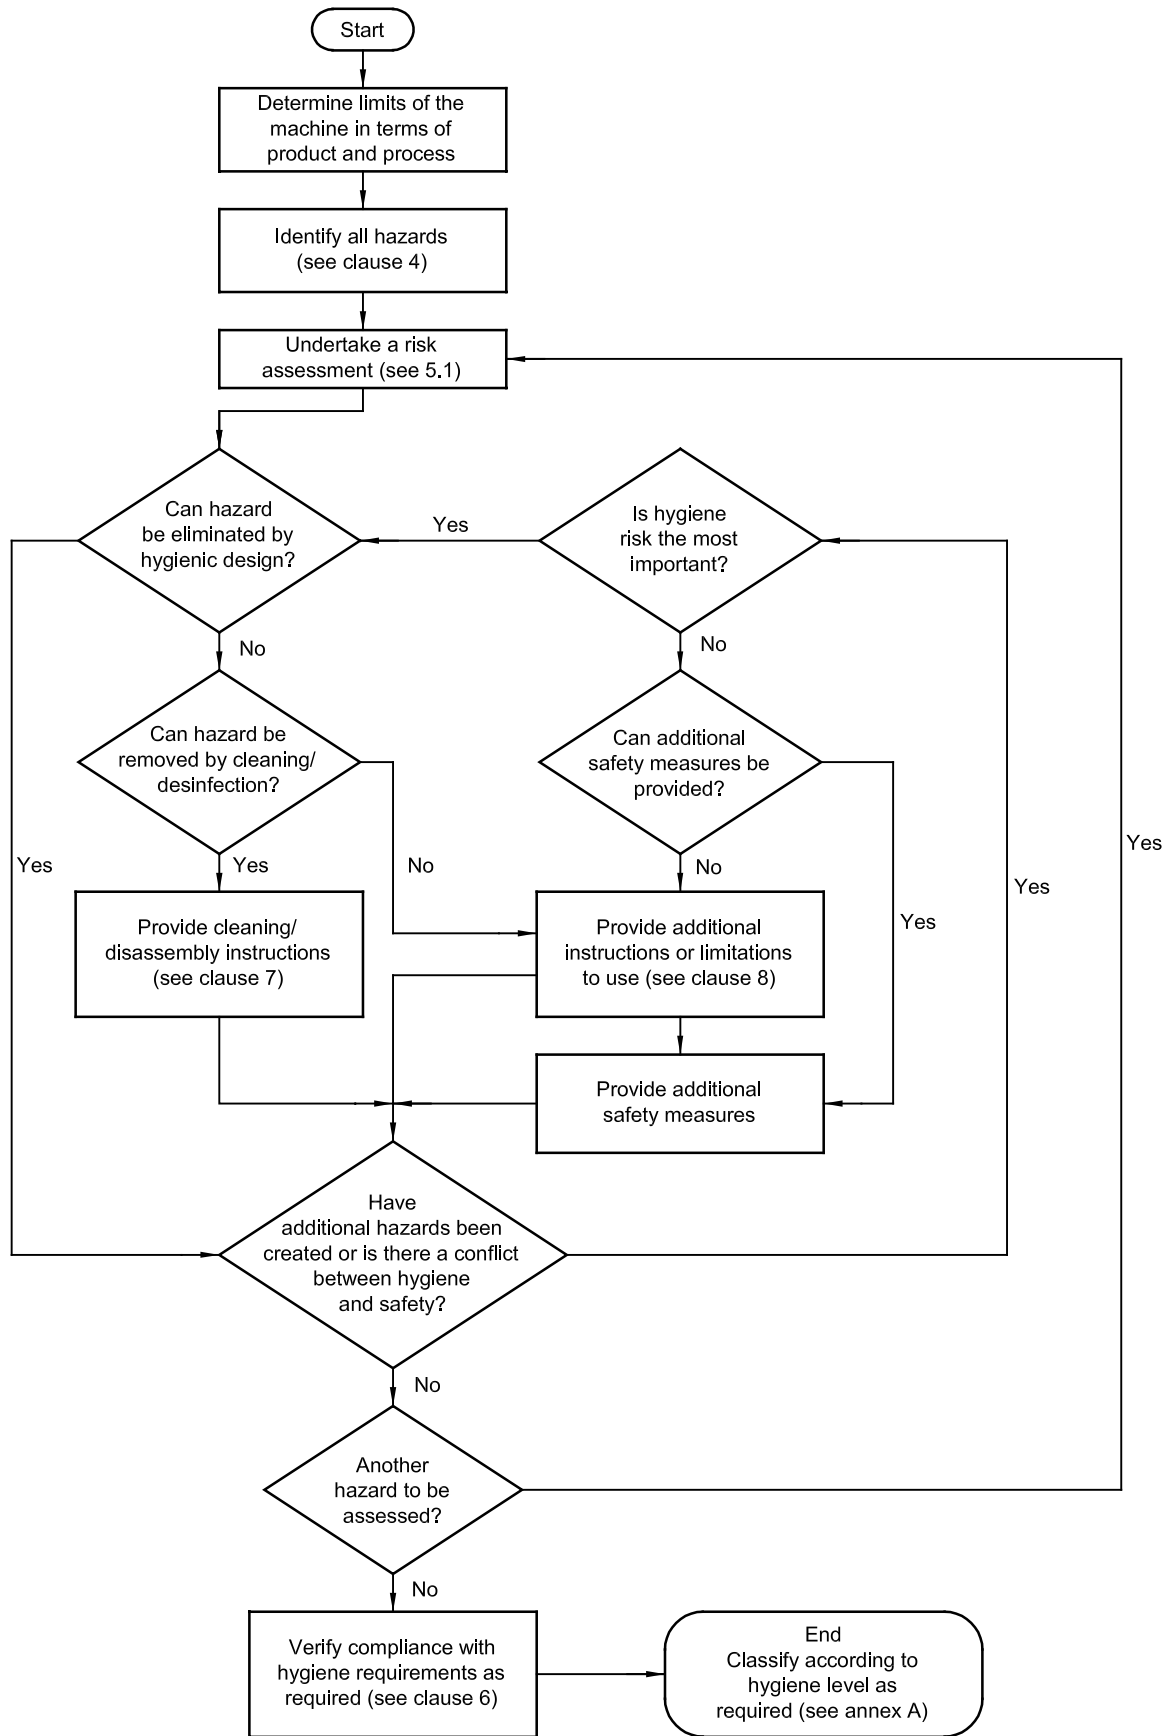 Start
Determine limits of the
machine in terms of
product and process
Identify all hazards
(see clause 4)
Undertake a risk
assessment (see 5.1)
Can hazard
be eliminated by
hygienic design?
Yes
Is hygiene
risk the most
important?
No
No
Can hazard be
removed by cleaning/
desinfection?
Can additional
safety measures be
provided?
Yes
Yes
Yes
No
No
Yes
Yes
Provide cleaning/
disassembly instructions
(see clause 7)
Provide additional
instructions or limitations
to use (see clause 8)
Provide additional
safety measures
Have
additional hazards been
created or is there a conflict
between hygiene
and safety?
No
Another
hazard to be
assessed?
No
Verify compliance with
hygiene requirements as
required (see clause 6)
End
Classify according to
hygiene level as
required (see annex A)